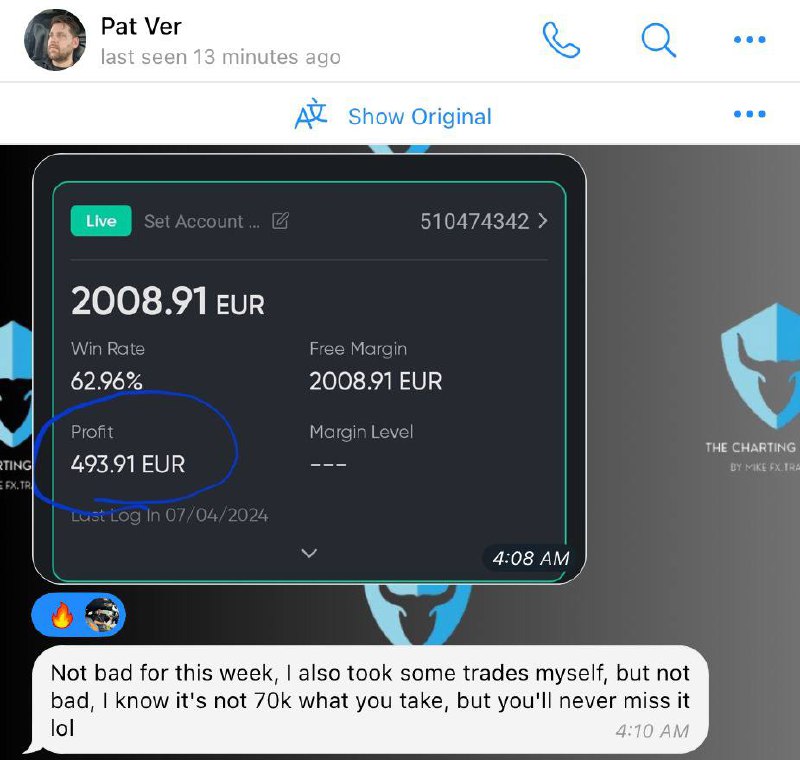 Pat Ver
last seen 13 minutes ago
Show Original
Live Set Account ... 510474342
2008.91 EUR
Win Rate Free Margin
62.96% 2008.91 EUR
Profit Margin Level
493.91 EUR ---
Last Log In 07/04/2024
4:08 AM
THE CHARTING
BY MIKE FX.TRA
RTING
E FX.TR
Not bad for this week, I also took some trades myself, but not
bad, I know it's not 70k what you take, but you'll never miss it
lol
4:10 AM